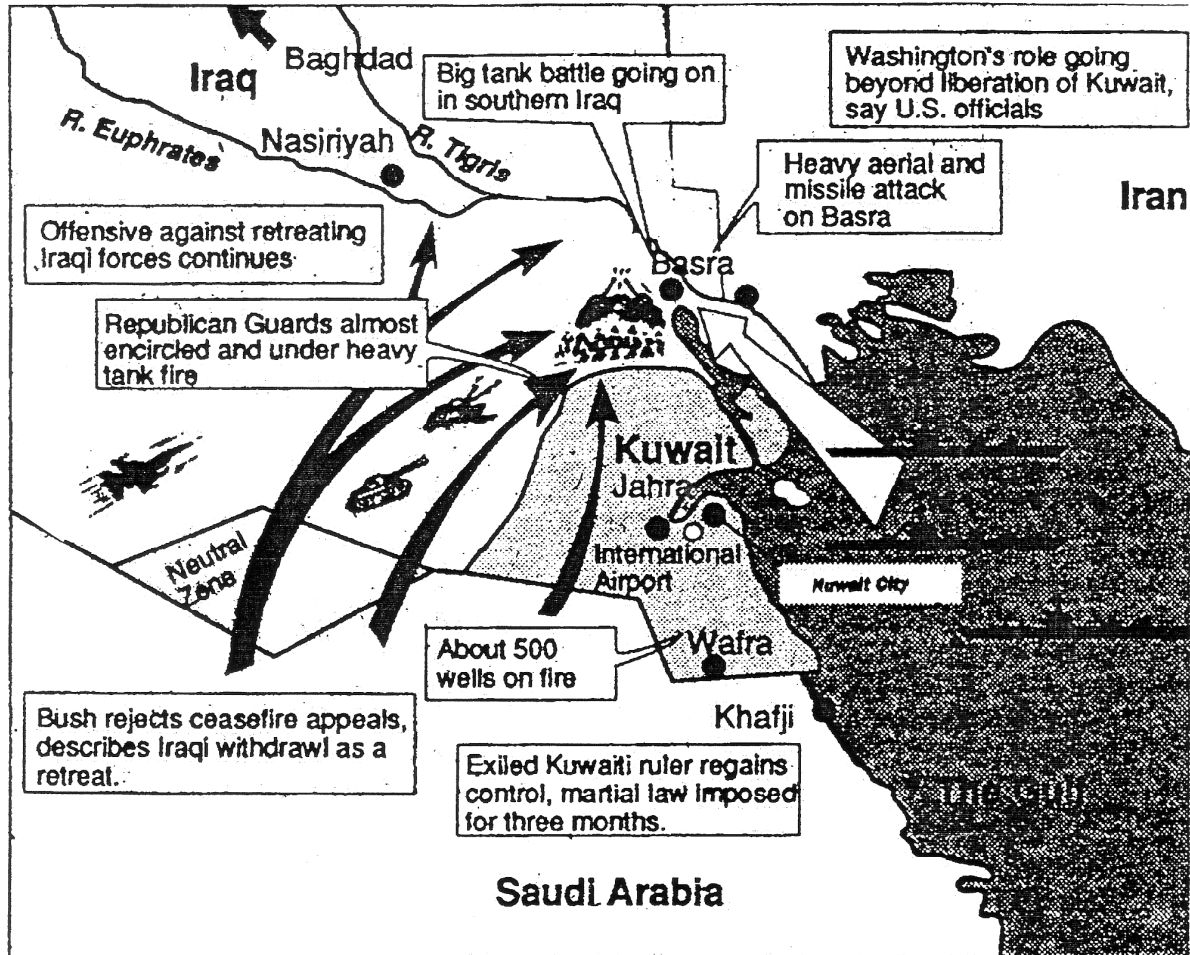 Baghdad
Iraq
R. Euphrates
Nasiriyah
R. Tigris
Big tank battle going on
in southern Iraq
Washington's role going
beyond liberation of Kuwait,
say U.S. officials
Heavy aerial and
missile attack
on Basra
Iran
Offensive against retreating
Iraqi forces continues
Basra
Republican Guards almost
encircled and under heavy
tank fire
Kuwait
Jahra
Neutral
Zone
International
Airport
Kuwait City
About 500
wells on fire
Wafra
Khafji
Bush rejects ceasefire appeals,
describes Iraqi withdrawl as a
retreat.
Exiled Kuwaiti ruler regains
control, martial law imposed
for three months.
The Gulf
Saudi Arabia